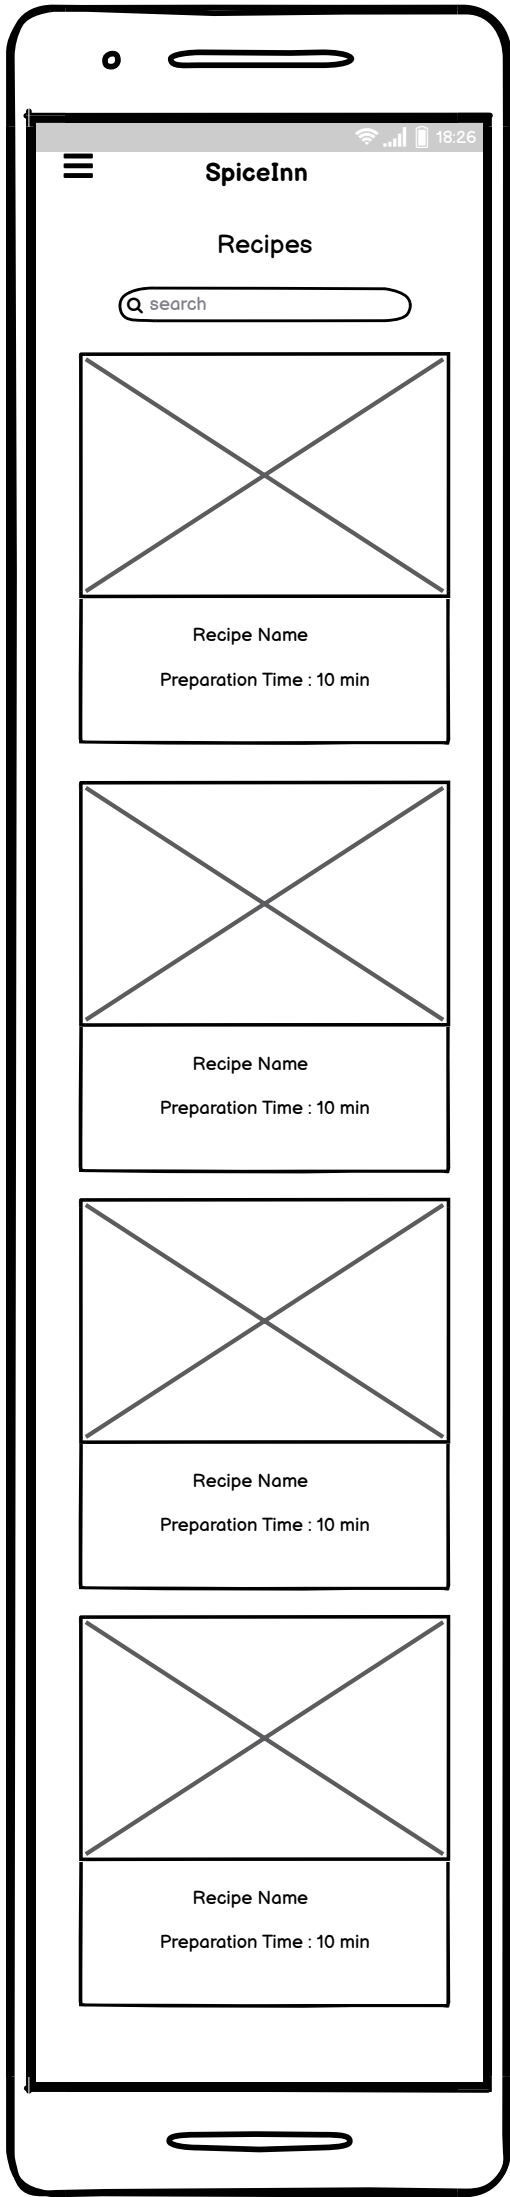 18:26
SpiceInn
Recipes
search
Recipe Name
Preparation Time : 10 min
Recipe Name
Preparation Time : 10 min
Recipe Name
Preparation Time : 10 min
Recipe Name
Preparation Time : 10 min